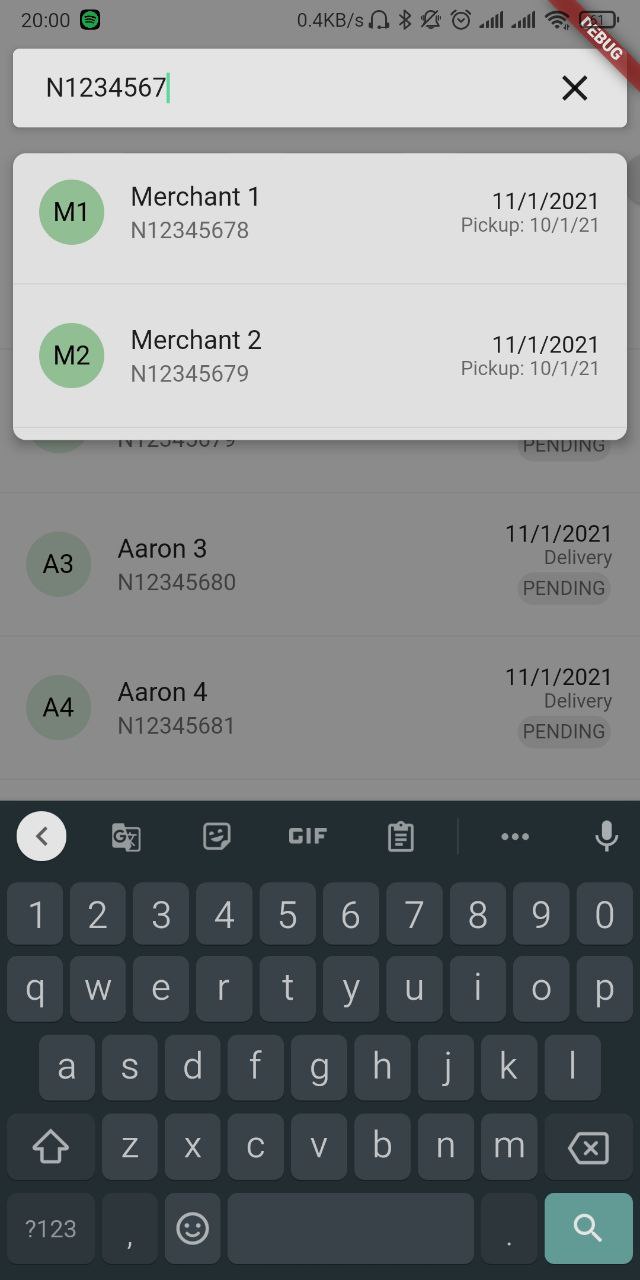 20:00 0.4KB/s 61
DEBUG
N1234567
M1 Merchant 1 11/1/2021
N12345678 Pickup: 10/1/21
M2 Merchant 2 11/1/2021
N12345679 Pickup: 10/1/21
N12345679 PENDING
A3 Aaron 3 11/1/2021
N12345680 Delivery
PENDING
A4 Aaron 4 11/1/2021
N12345681 Delivery
PENDING
GIF
1 2 3 4 5 6 7 8 9 0
q w e r t y u i o p
a s d f g h j k l
z x c v b n m
?123 , .